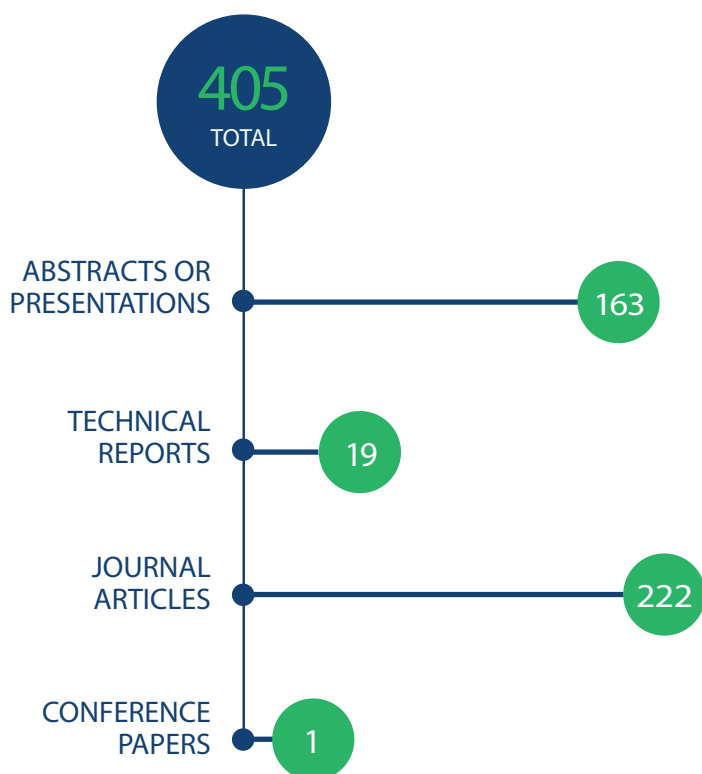 405
TOTAL
ABSTRACTS OR
PRESENTATIONS
163
TECHNICAL
REPORTS
19
JOURNAL
ARTICLES
222
CONFERENCE
PAPERS
1